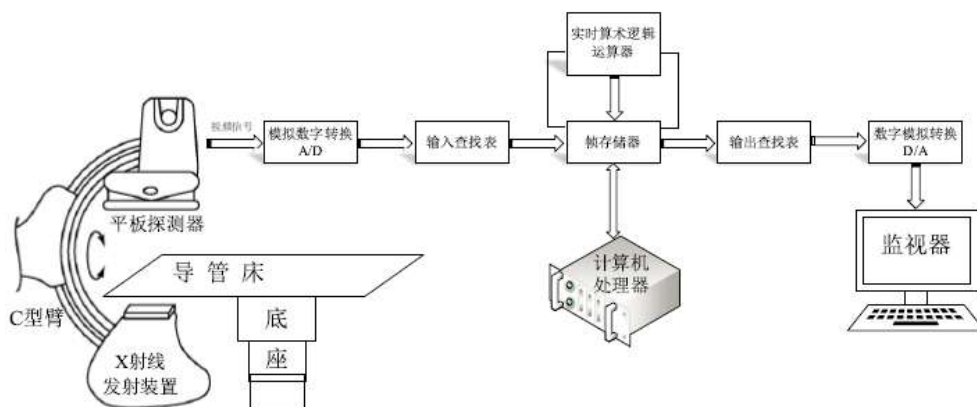 实时算术逻辑
运算器
视频信号
模拟数字转换
A/D
输入查找表
帧存储器
输出查找表
数字模拟转换
D/A
平板探测器
监视器
计算机
处理器
导管床
C型臂
底
座
X射线
发射装置